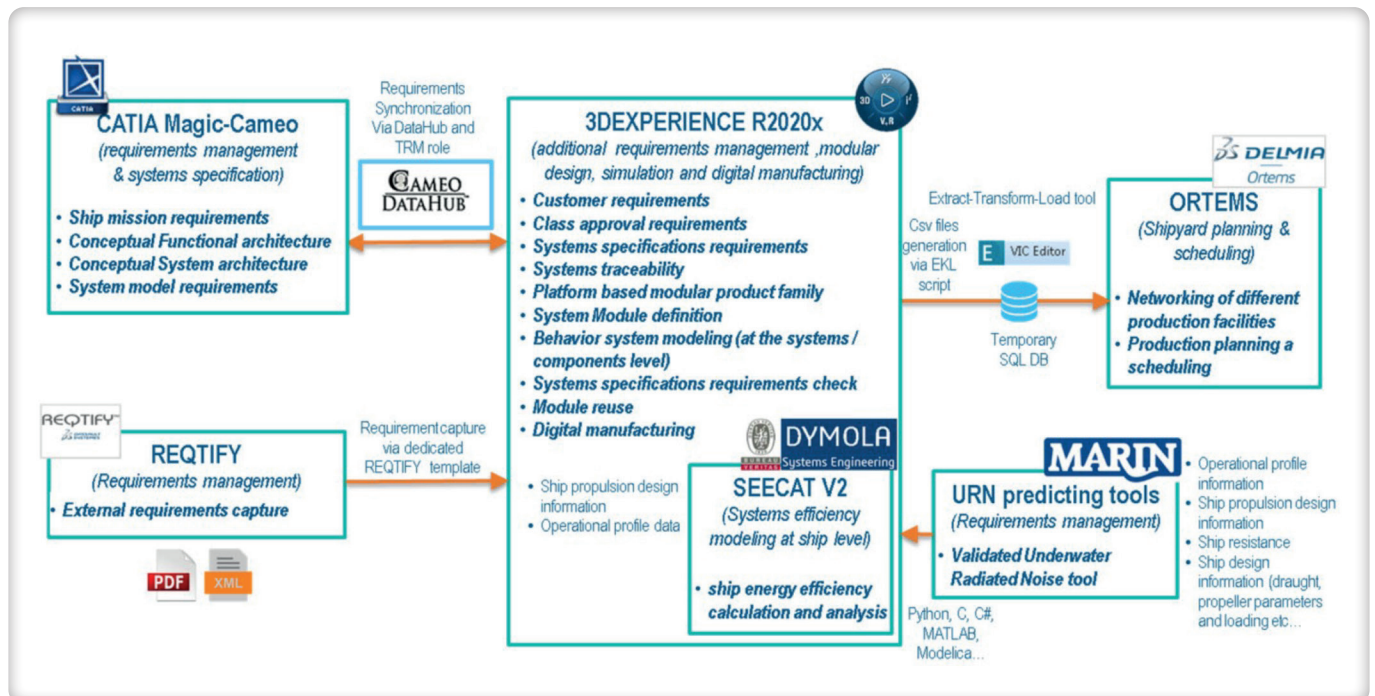 CATIA
CATIA Magic-Cameo
(requirements management
& systems specification)
• Ship mission requirements
• Conceptual Functional architecture
• Conceptual System architecture
• System model requirements
Requirements
Synchronization
Via DataHub and
TRM role
CAMEO
DATAHUB
3D
V.R
3DEXPERIENCE R2020x
(additional requirements management ,modular
design, simulation and digital manufacturing)
• Customer requirements
• Class approval requirements
• Systems specifications requirements
• Systems traceability
• Platform based modular product family
• System Module definition
• Behavior system modeling (at the systems /
components level)
• Systems specifications requirements check
• Module reuse
• Digital manufacturing
Extract-Transform-Load tool
Csv files
generation
via EKL
script
E VIC Editor
Temporary
SQL DB
DELMIA
Ortems
ORTEMS
(Shipyard planning &
scheduling)
• Networking of different
production facilities
• Production planning a
scheduling
REQTIFY
REQTIFY
(Requirements management)
• External requirements capture
PDF
XML
Requirement capture
via dedicated
REQTIFY template
• Ship propulsion design
information
• Operational profile data
BUREAU
VERITAS
DYMOLA
Systems Engineering
SEECAT V2
(Systems efficiency
modeling at ship level)
• ship energy efficiency
calculation and analysis
Python, C, C#,
MATLAB,
Modelica...
MARIN
URN predicting tools
(Requirements management)
• Validated Underwater
Radiated Noise tool
• Operational profile
information
• Ship propulsion design
information
• Ship resistance
• Ship design
information (draught,
propeller parameters
and loading etc...